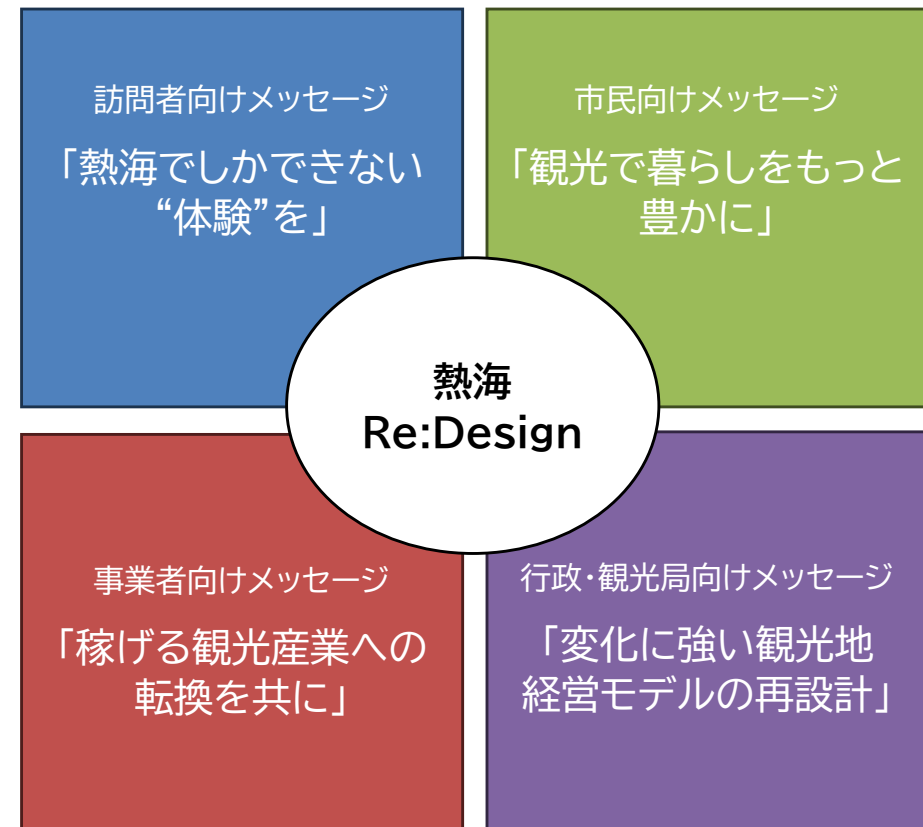 訪問者向けメッセージ
「熱海でしかできない
“体験”を」
市民向けメッセージ
「観光で暮らしをもっと
豊かに」
熱海
Re:Design
事業者向けメッセージ
「稼げる観光産業への
転換を共に」
行政・観光局向けメッセージ
「変化に強い観光地
経営モデルの再設計」